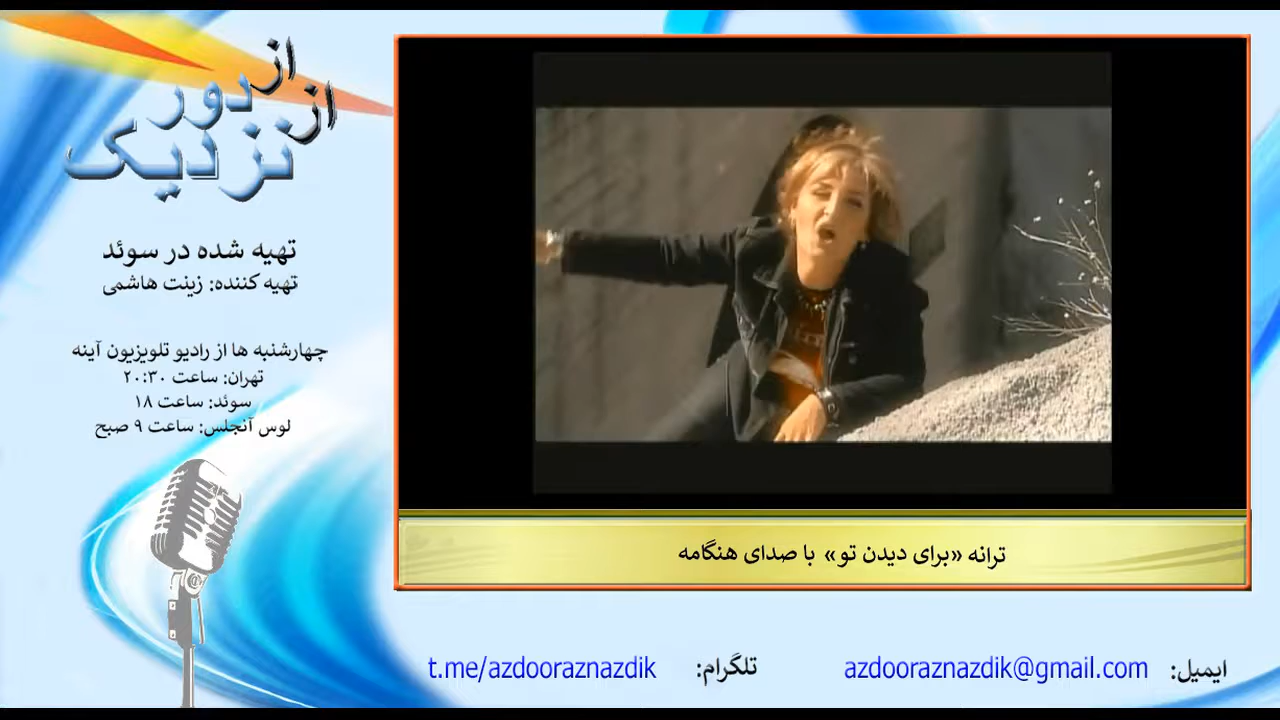 از دور
از نزدیک
تهیه شده در سوئد
تهیه کننده: زینت هاشمی
چهارشنبه ها از رادیو تلویزیون آینه
تهران: ساعت ۲۰:۳۰
سوئد: ساعت ۱۸
لوس آنجلس: ساعت ۹ صبح
ترانه «برای دیدن تو» با صدای هنگامه
ایمیل: azdooraznazdik@gmail.com تلگرام: t.me/azdooraznazdik